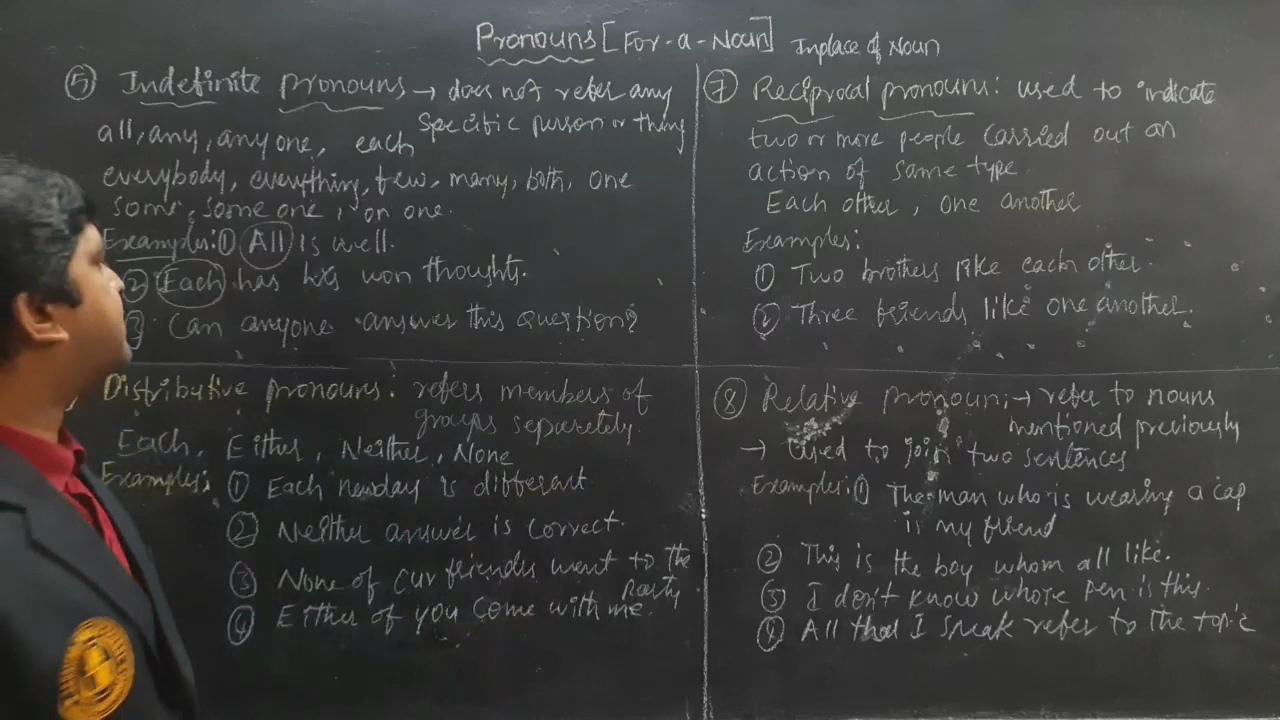 Pronouns [For-a-Noun] Inplace of Noun
⑤ Indefinite pronouns → does not refer any
specific person or thing
all, any, anyone, each
everybody, everything, few, many, both, one
some, some one, on one.
Examples: ① All is well.
② Each has his won thoughts.
③ Can anyone answer this question?
Distributive pronouns: refers members of
groups separetely.
Each, Either, Neither, None
Examples: ① Each newday is different
② Neither answer is correct.
③ None of our friends went to the
party.
④ Either of you come with me.
⑦ Reciprocal pronouns: used to indicate
two or more people carried out an
action of same type
Each other, one another
Examples:
① Two brothers like each other.
② Three friends like one another.
⑧ Relative pronoun: → refer to nouns
mentioned previously
→ Used to join two sentences
Examples: ① The man who is wearing a cap
is my friend
② This is the boy whom all like.
③ I don't know whose pen is this.
④ All that I speak refer to the topic